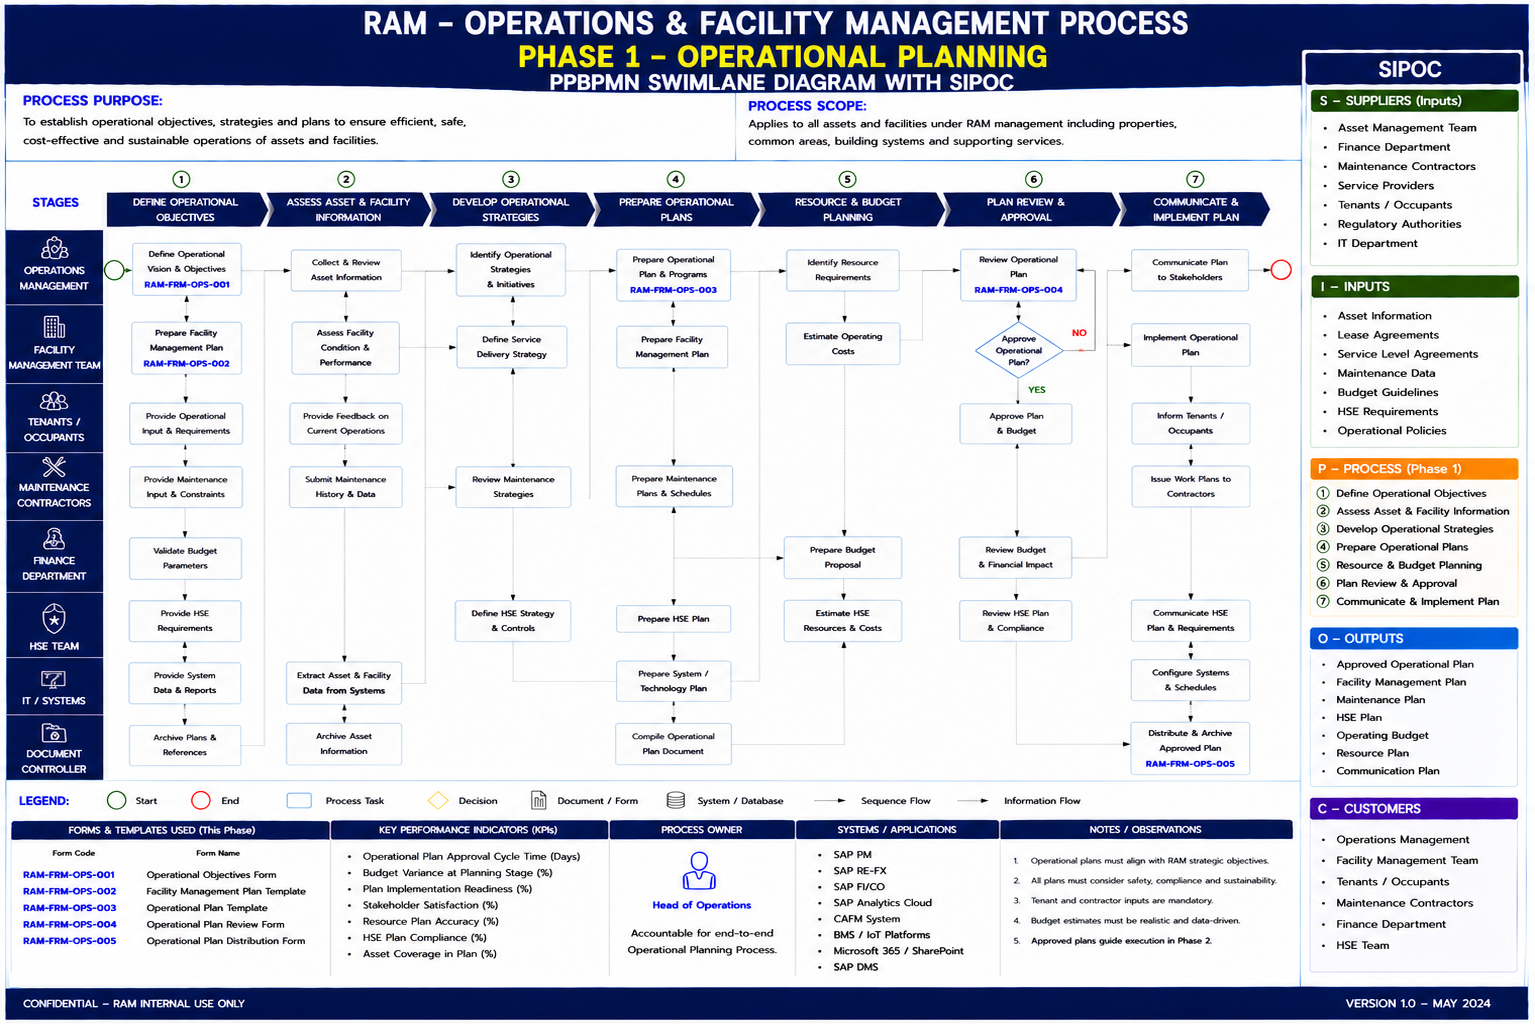 RAM – OPERATIONS & FACILITY MANAGEMENT PROCESS
PHASE 1 – OPERATIONAL PLANNING
PPBPMN SWIMLANE DIAGRAM WITH SIPOC
PROCESS PURPOSE:
To establish operational objectives, strategies and plans to ensure efficient, safe,
cost-effective and sustainable operations of assets and facilities.
PROCESS SCOPE:
Applies to all assets and facilities under RAM management including properties,
common areas, building systems and supporting services.
STAGES
1
DEFINE OPERATIONAL
OBJECTIVES
2
ASSESS ASSET & FACILITY
INFORMATION
3
DEVELOP OPERATIONAL
STRATEGIES
4
PREPARE OPERATIONAL
PLANS
5
RESOURCE & BUDGET
PLANNING
6
PLAN REVIEW &
APPROVAL
7
COMMUNICATE &
IMPLEMENT PLAN
OPERATIONS
MANAGEMENT
Define Operational
Vision & Objectives
RAM-FRM-OPS-001
Collect & Review
Asset Information
Identify Operational
Strategies
& Initiatives
Prepare Operational
Plan & Programs
RAM-FRM-OPS-003
Identify Resource
Requirements
Review Operational
Plan
RAM-FRM-OPS-004
Communicate Plan
to Stakeholders
FACILITY
MANAGEMENT TEAM
Prepare Facility
Management Plan
RAM-FRM-OPS-002
Assess Facility
Condition &
Performance
Define Service
Delivery Strategy
Prepare Facility
Management Plan
Estimate Operating
Costs
Approve
Operational
Plan?
NO
YES
Implement Operational
Plan
TENANTS /
OCCUPANTS
Provide Operational
Input & Requirements
Provide Feedback on
Current Operations
Approve Plan
& Budget
Inform Tenants /
Occupants
MAINTENANCE
CONTRACTORS
Provide Maintenance
Input & Constraints
Submit Maintenance
History & Data
Review Maintenance
Strategies
Prepare Maintenance
Plans & Schedules
Issue Work Plans to
Contractors
FINANCE
DEPARTMENT
Validate Budget
Parameters
Prepare Budget
Proposal
Review Budget
& Financial Impact
HSE TEAM
Provide HSE
Requirements
Define HSE Strategy
& Controls
Prepare HSE Plan
Estimate HSE
Resources & Costs
Review HSE Plan
& Compliance
Communicate HSE
Plan & Requirements
IT / SYSTEMS
Provide System
Data & Reports
Extract Asset & Facility
Data from Systems
Prepare System /
Technology Plan
Configure Systems
& Schedules
DOCUMENT
CONTROLLER
Archive Plans &
References
Archive Asset
Information
Compile Operational
Plan Document
Distribute & Archive
Approved Plan
RAM-FRM-OPS-005
LEGEND:
Start
End
Process Task
Decision
Document / Form
System / Database
Sequence Flow
Information Flow
FORMS & TEMPLATES USED (This Phase)
Form Code Form Name
RAM-FRM-OPS-001 Operational Objectives Form
RAM-FRM-OPS-002 Facility Management Plan Template
RAM-FRM-OPS-003 Operational Plan Template
RAM-FRM-OPS-004 Operational Plan Review Form
RAM-FRM-OPS-005 Operational Plan Distribution Form
KEY PERFORMANCE INDICATORS (KPIs)
• Operational Plan Approval Cycle Time (Days)
• Budget Variance at Planning Stage (%)
• Plan Implementation Readiness (%)
• Stakeholder Satisfaction (%)
• Resource Plan Accuracy (%)
• HSE Plan Compliance (%)
• Asset Coverage in Plan (%)
PROCESS OWNER
Head of Operations
Accountable for end-to-end
Operational Planning Process.
SYSTEMS / APPLICATIONS
• SAP PM
• SAP RE-FX
• SAP FI/CO
• SAP Analytics Cloud
• CAFM System
• BMS / IoT Platforms
• Microsoft 365 / SharePoint
• SAP DMS
NOTES / OBSERVATIONS
1. Operational plans must align with RAM strategic objectives.
2. All plans must consider safety, compliance and sustainability.
3. Tenant and contractor inputs are mandatory.
4. Budget estimates must be realistic and data-driven.
5. Approved plans guide execution in Phase 2.
SIPOC
S – SUPPLIERS (Inputs)
• Asset Management Team
• Finance Department
• Maintenance Contractors
• Service Providers
• Tenants / Occupants
• Regulatory Authorities
• IT Department
I – INPUTS
• Asset Information
• Lease Agreements
• Service Level Agreements
• Maintenance Data
• Budget Guidelines
• HSE Requirements
• Operational Policies
P – PROCESS (Phase 1)
1 Define Operational Objectives
2 Assess Asset & Facility Information
3 Develop Operational Strategies
4 Prepare Operational Plans
5 Resource & Budget Planning
6 Plan Review & Approval
7 Communicate & Implement Plan
O – OUTPUTS
• Approved Operational Plan
• Facility Management Plan
• Maintenance Plan
• HSE Plan
• Operating Budget
• Resource Plan
• Communication Plan
C – CUSTOMERS
• Operations Management
• Facility Management Team
• Tenants / Occupants
• Maintenance Contractors
• Finance Department
• HSE Team
CONFIDENTIAL – RAM INTERNAL USE ONLY
VERSION 1.0 – MAY 2024